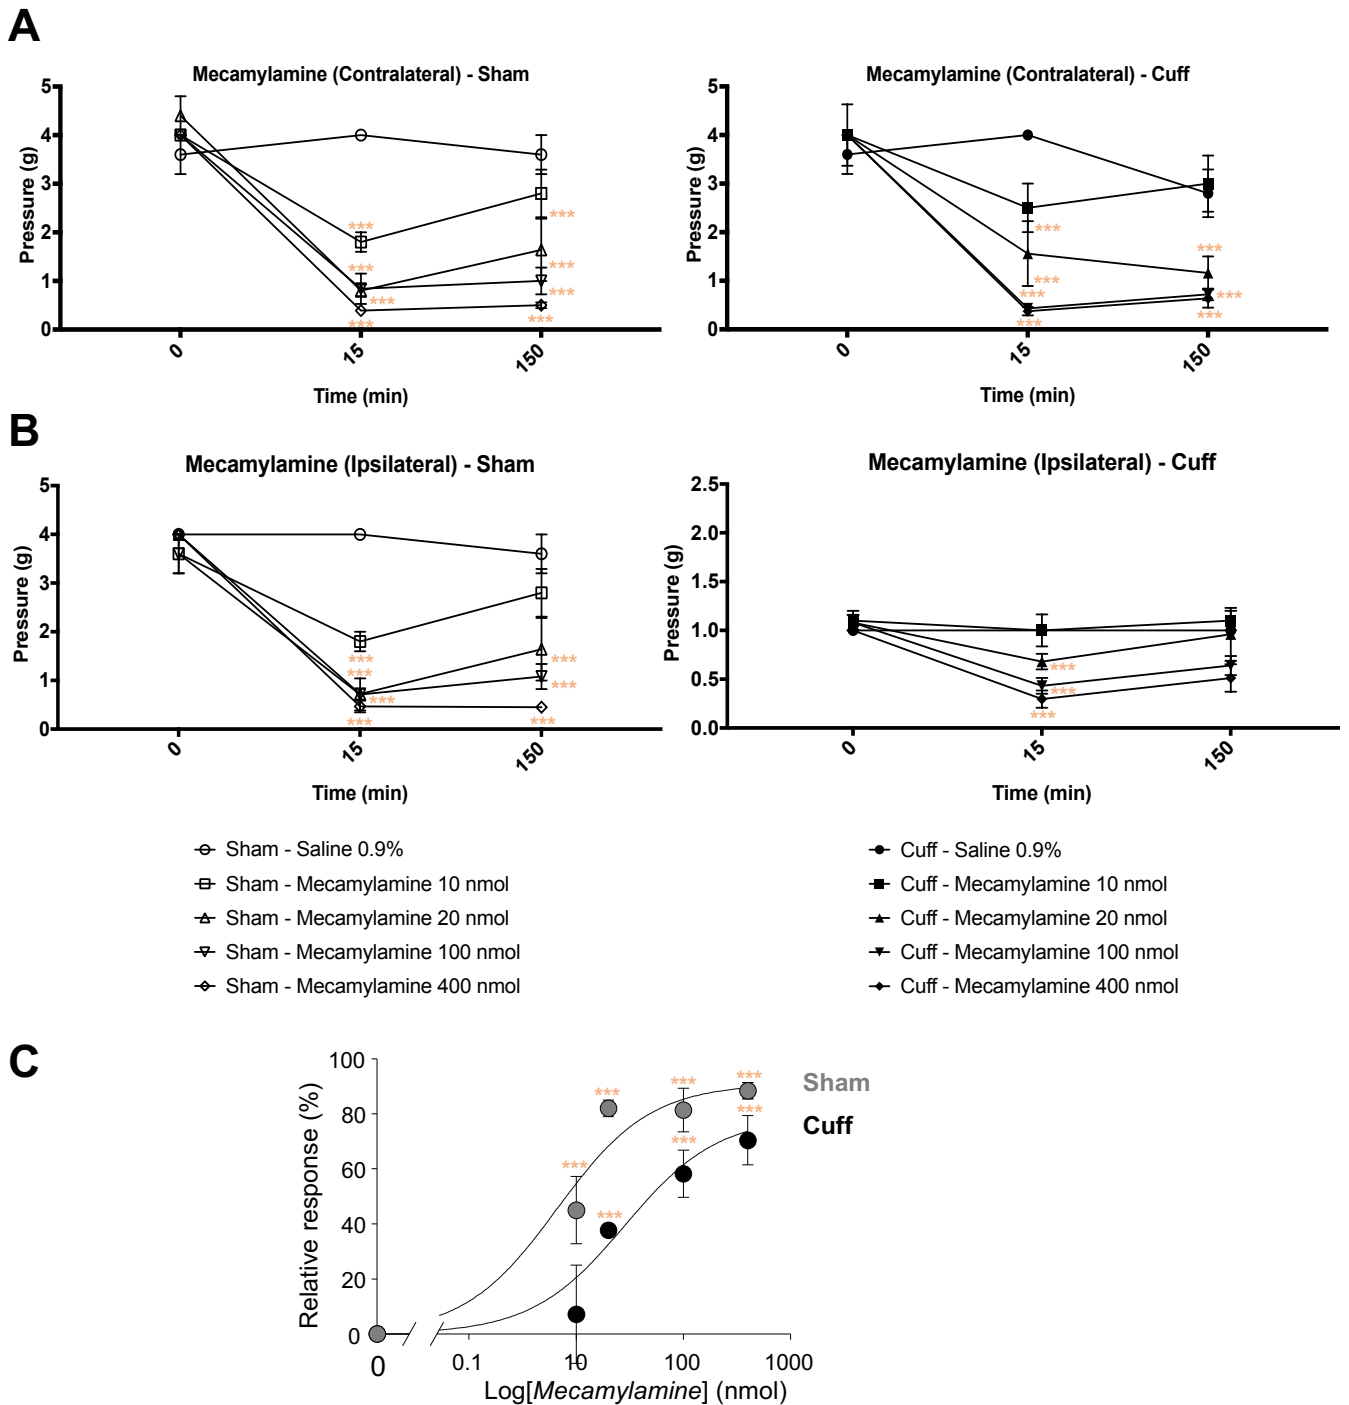 A
Mecamylamine (Contralateral) - Sham
Pressure (g)
5
4
3
2
1
0
***
***
***
***
***
***
***
***
0
15
150
Time (min)
Mecamylamine (Contralateral) - Cuff
Pressure (g)
5
4
3
2
1
0
***
***
***
***
***
***
***
0
15
150
Time (min)
B
Mecamylamine (Ipsilateral) - Sham
Pressure (g)
5
4
3
2
1
0
***
***
***
***
***
***
***
0
15
150
Time (min)
Mecamylamine (Ipsilateral) - Cuff
Pressure (g)
2.5
2.0
1.5
1.0
0.5
0.0
***
***
***
0
15
150
Time (min)
Sham - Saline 0.9%
Sham - Mecamylamine 10 nmol
Sham - Mecamylamine 20 nmol
Sham - Mecamylamine 100 nmol
Sham - Mecamylamine 400 nmol
Cuff - Saline 0.9%
Cuff - Mecamylamine 10 nmol
Cuff - Mecamylamine 20 nmol
Cuff - Mecamylamine 100 nmol
Cuff - Mecamylamine 400 nmol
C
Relative response (%)
100
80
60
40
20
0
***
***
***
***
***
***
***
Sham
Cuff
0
0.1
10
100
1000
Log[Mecamylamine] (nmol)